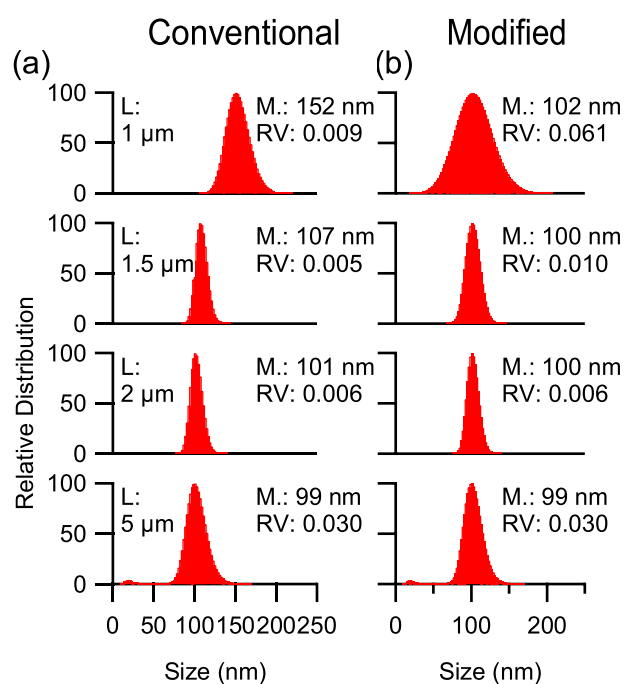 Conventional Modified
(a) (b)
100 L: M.: 152 nm M.: 102 nm
1 µm RV: 0.009 RV: 0.061
50
0
100 L: M.: 107 nm M.: 100 nm
1.5 µm RV: 0.005 RV: 0.010
50
0
100 L: M.: 101 nm M.: 100 nm
2 µm RV: 0.006 RV: 0.006
50
0
100 L: M.: 99 nm M.: 99 nm
5 µm RV: 0.030 RV: 0.030
50
0
Relative Distribution
0 50 100 150 200 250 0 100 200
Size (nm) Size (nm)